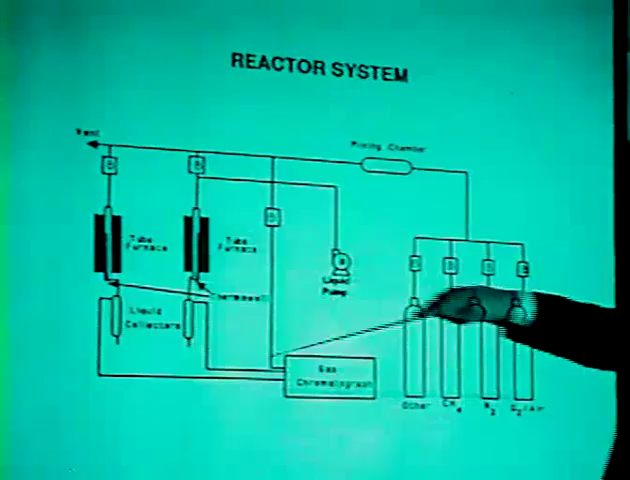 REACTOR SYSTEM
Vent
Mixing Chamber
Tube
Furnace
Tube
Furnace
Liquid
Pump
Thermowell
Liquid
Collectors
Gas
Chromatograph
Other
CH4
N2
O2/Air